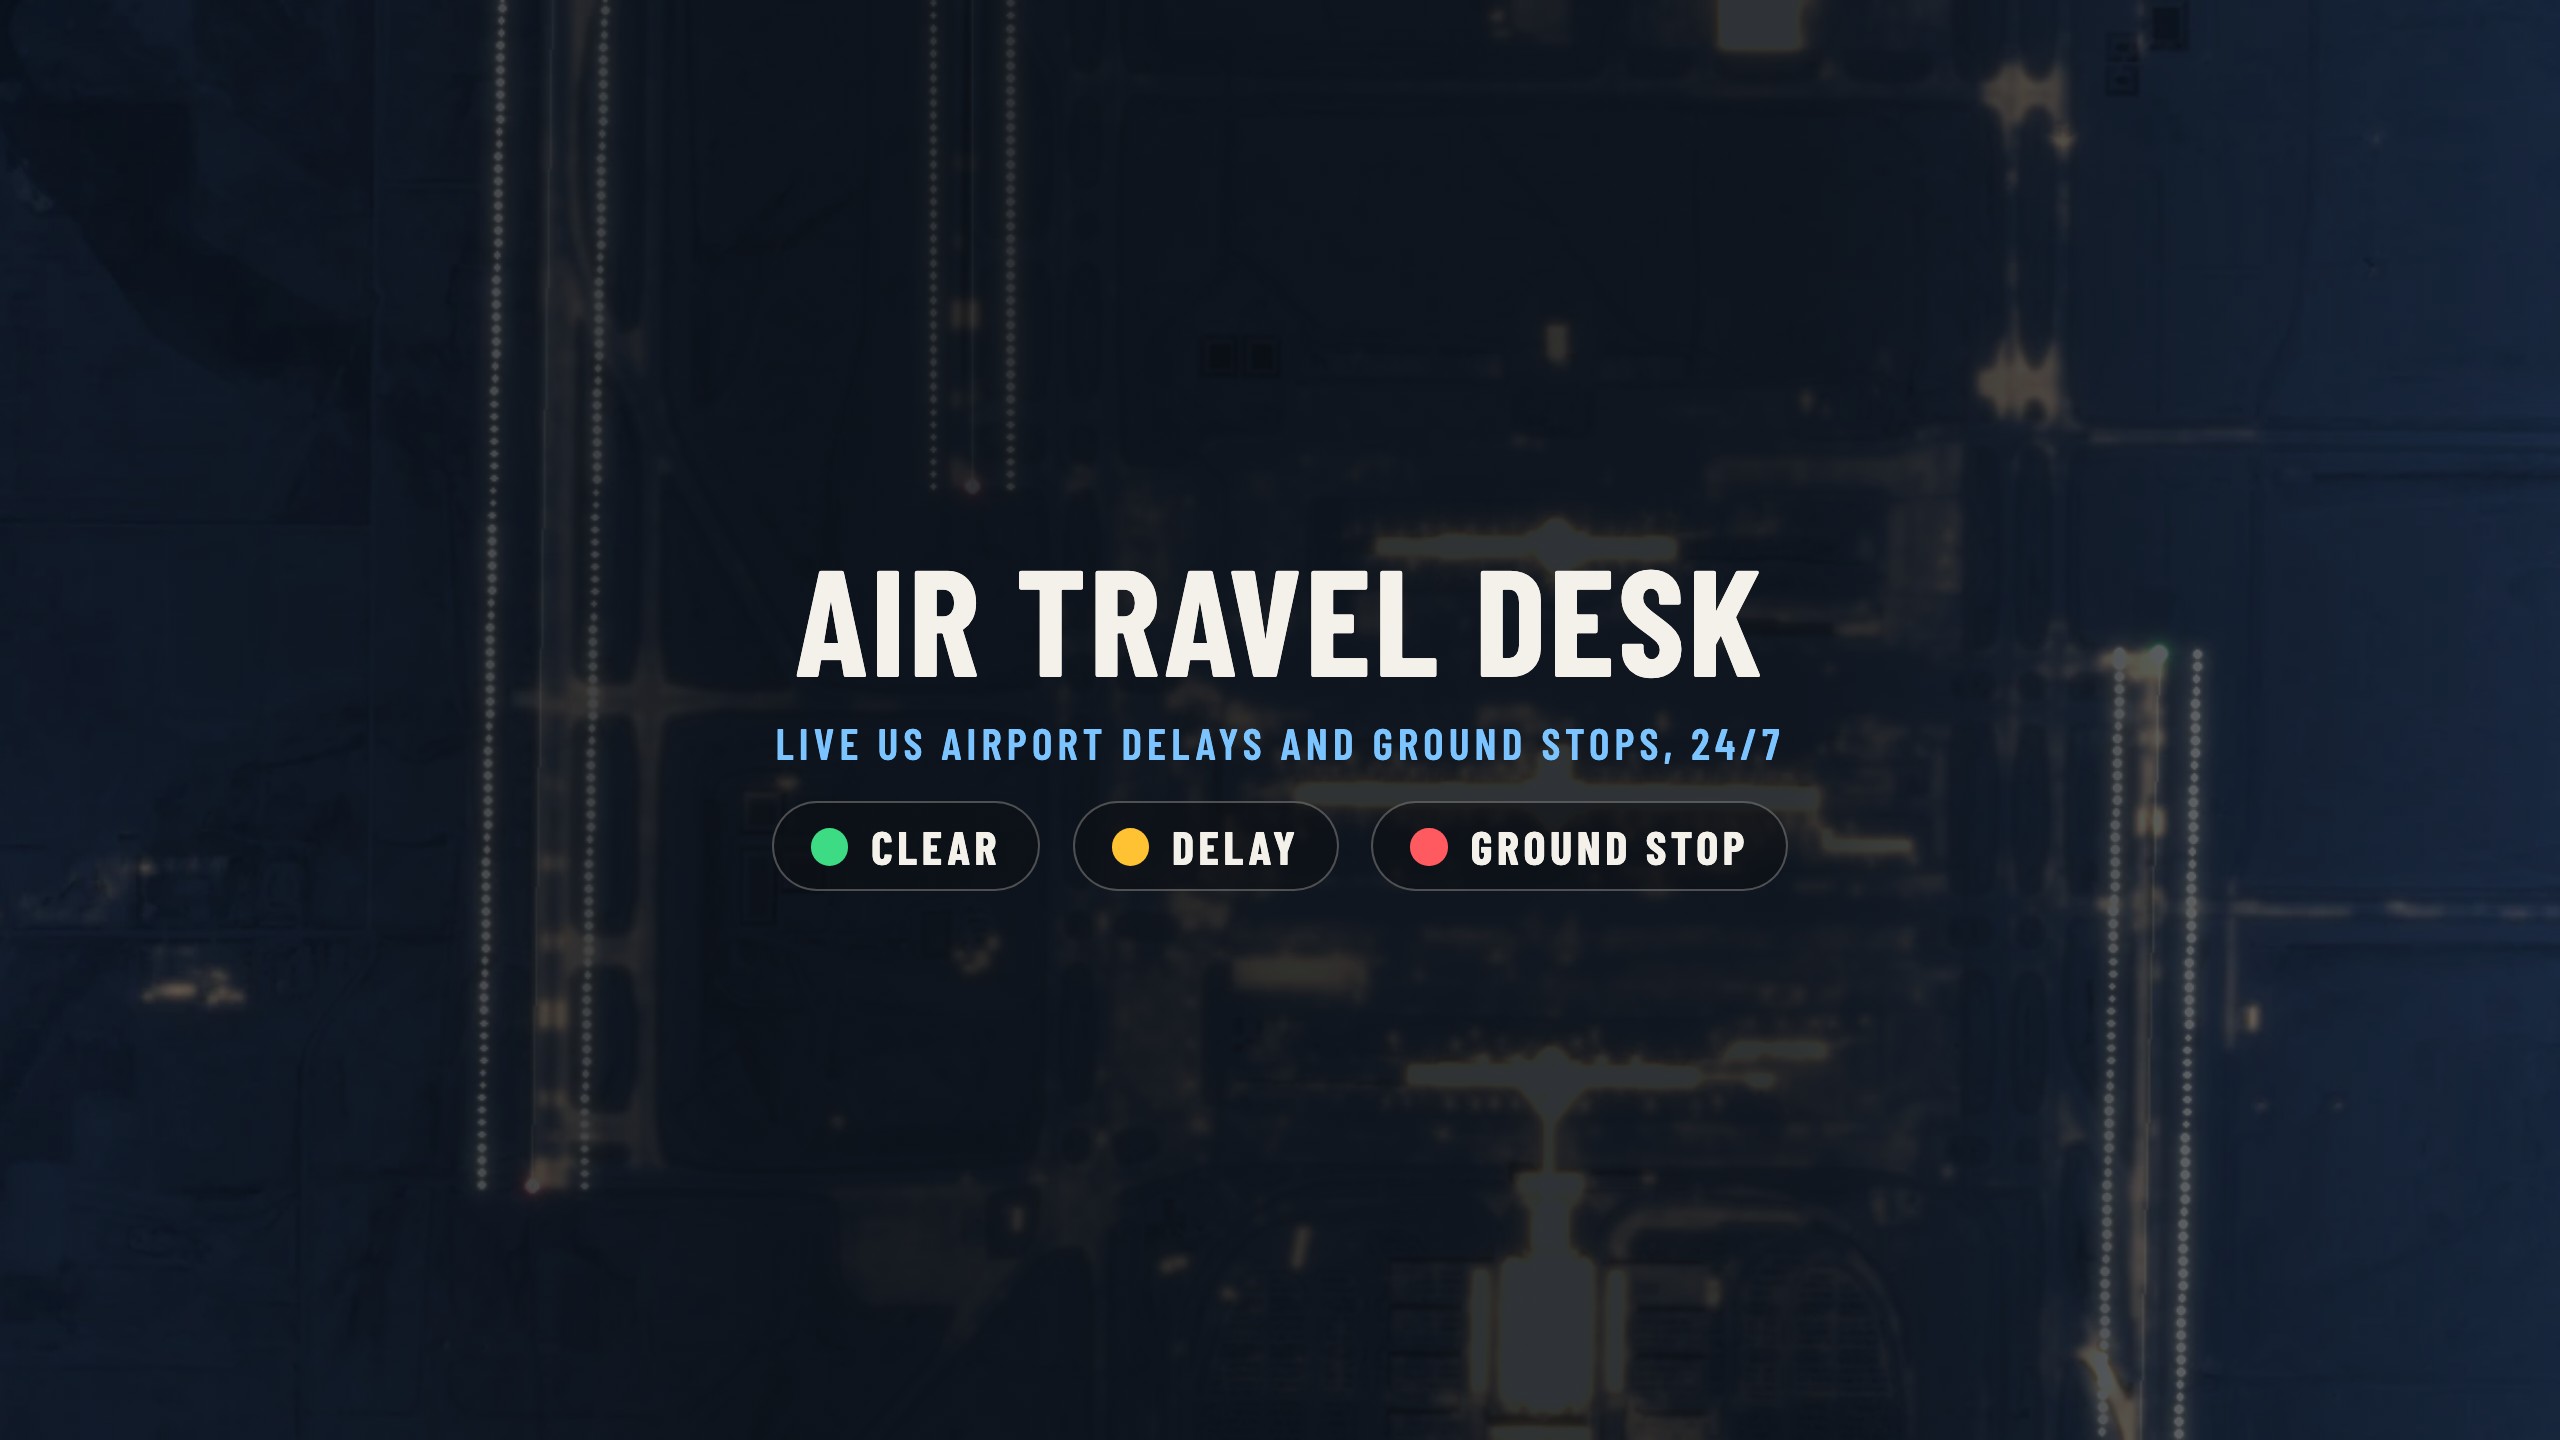 AIR TRAVEL DESK
LIVE US AIRPORT DELAYS AND GROUND STOPS, 24/7
CLEAR DELAY GROUND STOP